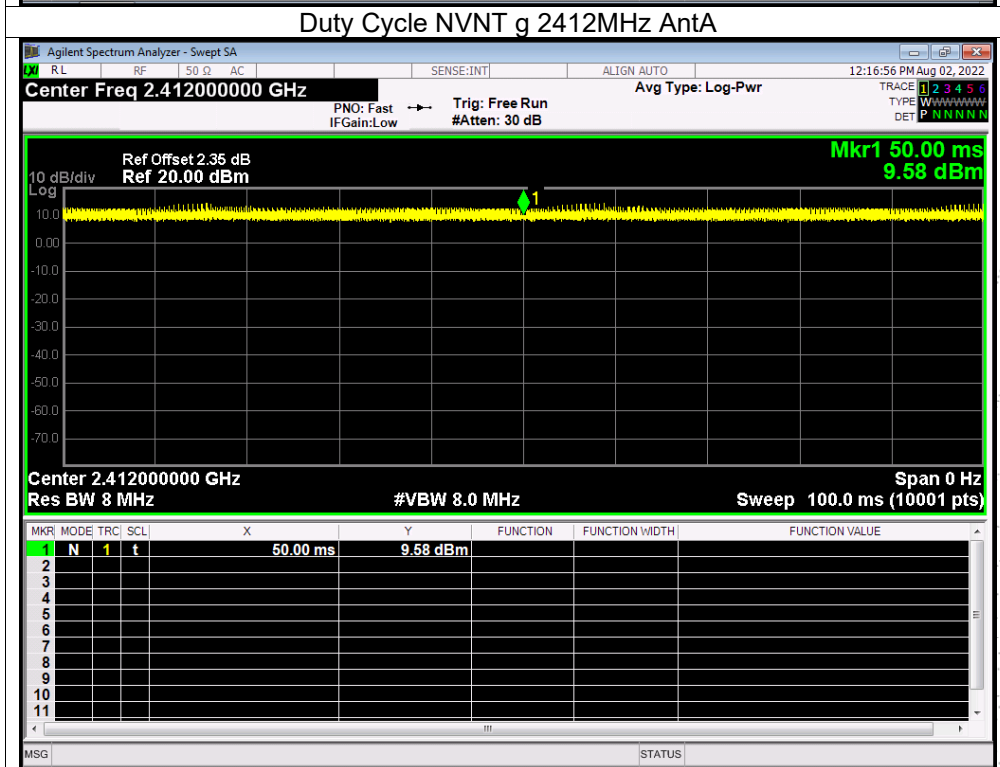 Duty Cycle NVNT g 2412MHz AntA
Agilent Spectrum Analyzer - Swept SA
LXI RL RF 50 Ω AC SENSE:INT ALIGN AUTO 12:16:56 PM Aug 02, 2022
Center Freq 2.412000000 GHz Avg Type: Log-Pwr TRACE 1 2 3 4 5 6
PNO: Fast Trig: Free Run TYPE WWWWWW
IFGain:Low #Atten: 30 dB DET P N N N N N
Mkr1 50.00 ms
Ref Offset 2.35 dB
10 dB/div Ref 20.00 dBm 9.58 dBm
Log
1
10.0
0.00
-10.0
-20.0
-30.0
-40.0
-50.0
-60.0
-70.0
Center 2.412000000 GHz Span 0 Hz
Res BW 8 MHz #VBW 8.0 MHz Sweep 100.0 ms (10001 pts)
MKR MODE TRC SCL X Y FUNCTION FUNCTION WIDTH FUNCTION VALUE
1 N 1 t 50.00 ms 9.58 dBm
2
3
4
5
6
7
8
9
10
11
MSG STATUS